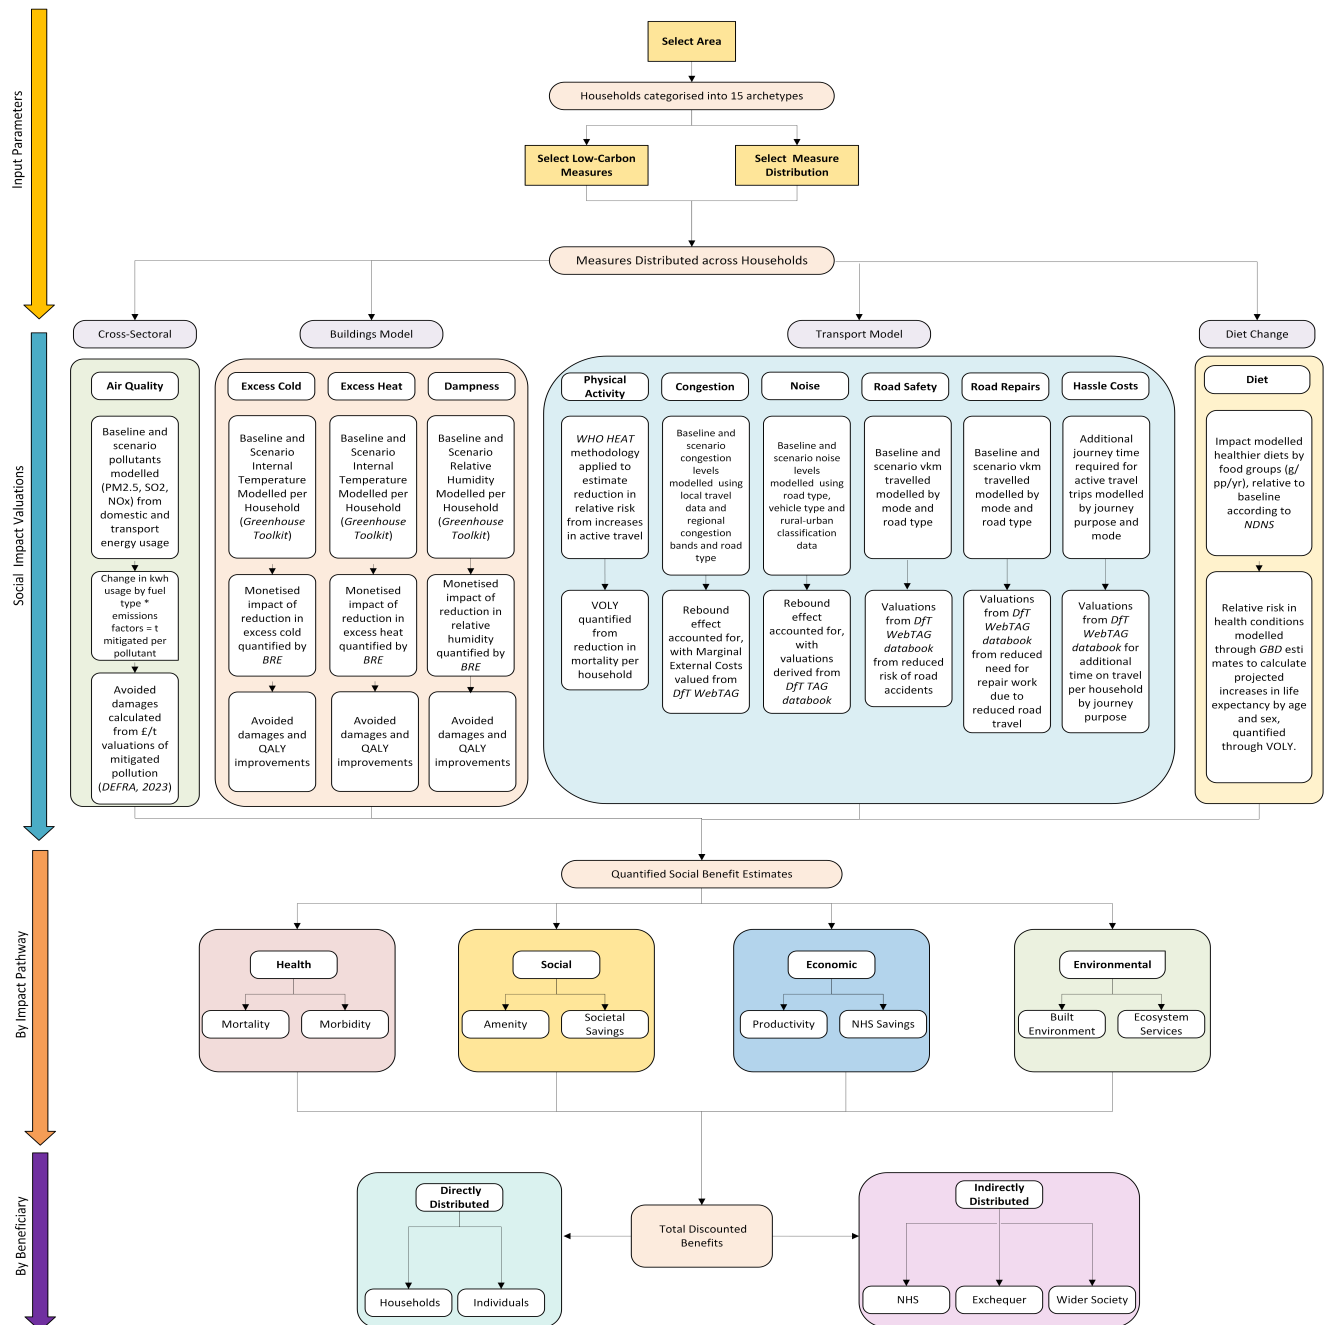 Input Parameters
Select Area
Households categorised into 15 archetypes
Select Low-Carbon
Measures
Select Measure
Distribution
Measures Distributed across Households
Social Impact Valuations
Cross-Sectoral
Buildings Model
Transport Model
Diet Change
Air Quality
Baseline and
scenario
pollutants
modelled
(PM2.5, SO2,
NOx) from
domestic and
transport
energy usage
Change in kwh
usage by fuel
type *
emissions
factors = t
mitigated per
pollutant
Avoided
damages
calculated
from £/t
valuations of
mitigated
pollution
(DEFRA, 2023)
Excess Cold
Baseline and
Scenario
Internal
Temperature
Modelled per
Household
(Greenhouse
Toolkit)
Monetised
impact of
reduction in
excess cold
quantified by
BRE
Avoided
damages and
QALY
improvements
Excess Heat
Baseline and
Scenario
Internal
Temperature
Modelled per
Household
(Greenhouse
Toolkit)
Monetised
impact of
reduction in
excess heat
quantified by
BRE
Avoided
damages and
QALY
improvements
Dampness
Baseline and
Scenario
Relative
Humidity
Modelled per
Household
(Greenhouse
Toolkit)
Monetised
impact of
reduction in
relative
humidity
quantified by
BRE
Avoided
damages and
QALY
improvements
Physical
Activity
WHO HEAT
methodology
applied to
estimate
reduction in
relative risk
from increases
in active travel
VOLY
quantified
from
reduction in
mortality per
household
Congestion
Baseline and
scenario
congestion
levels
modelled using
local travel
data and
regional
congestion
bands and road
type
Rebound
effect
accounted for,
with Marginal
External Costs
valued from
DfT WebTAG
Noise
Baseline and
scenario noise
levels
modelled using
road type,
vehicle type and
rural-urban
classification
data
Rebound
effect
accounted for,
with
valuations
derived from
DfT TAG
databook
Road Safety
Baseline and
scenario vkm
travelled
modelled by
mode and
road type
Valuations
from DfT
WebTAG
databook
from reduced
risk of road
accidents
Road Repairs
Baseline and
scenario vkm
travelled
modelled by
mode and
road type
Valuations
from DfT
WebTAG
databook
from reduced
need for
repair work
due to
reduced road
travel
Hassle Costs
Additional
journey time
required for
active travel
trips modelled
by journey
purpose and
mode
Valuations
from DfT
WebTAG
databook for
additional
time on travel
per household
by journey
purpose
Diet
Impact modelled
healthier diets by
food groups (g/
pp/yr), relative to
baseline
according to
NDNS
Relative risk in
health conditions
modelled
through GBD esti
mates to calculate
projected
increases in life
expectancy by age
and sex,
quantified
through VOLY.
By Impact Pathway
Quantified Social Benefit Estimates
Health
Mortality
Morbidity
Social
Amenity
Societal
Savings
Economic
Productivity
NHS Savings
Environmental
Built
Environment
Ecosystem
Services
By Beneficiary
Directly
Distributed
Households
Individuals
Total Discounted
Benefits
Indirectly
Distributed
NHS
Exchequer
Wider Society